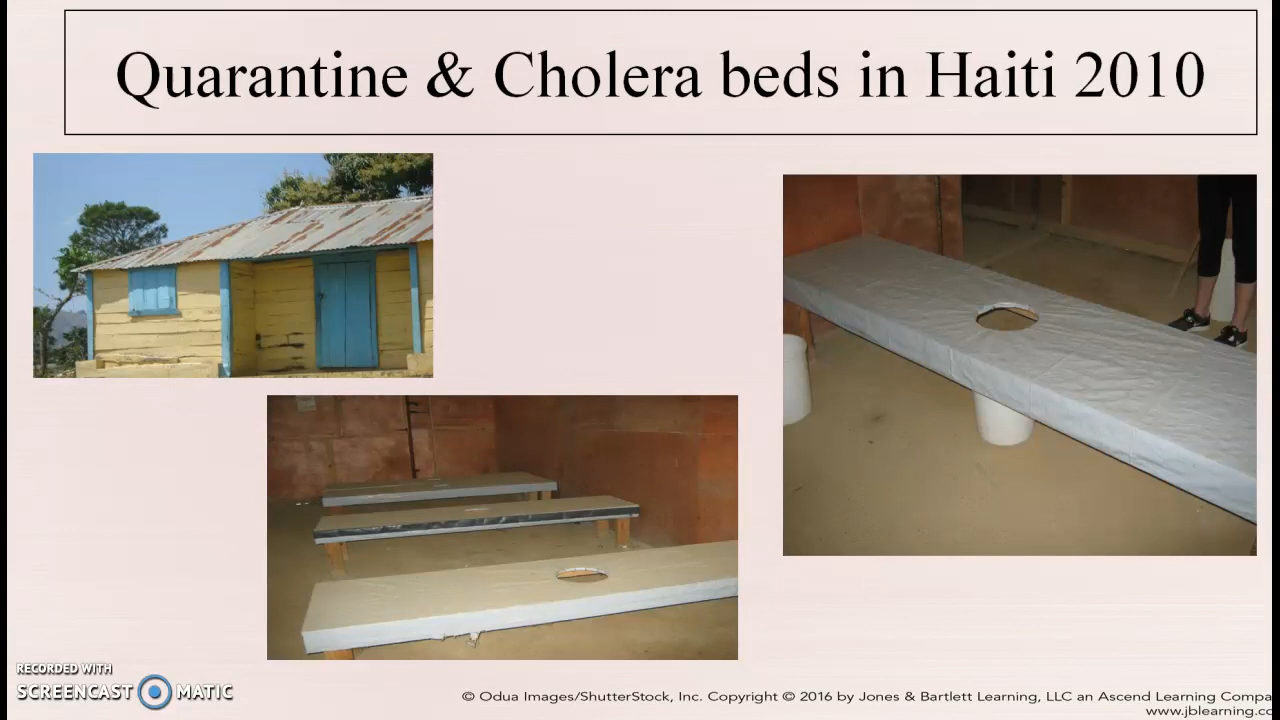 Quarantine & Cholera beds in Haiti 2010
RECORDED WITH
SCREENCAST MATIC
© Odua Images/ShutterStock, Inc. Copyright © 2016 by Jones & Bartlett Learning, LLC an Ascend Learning Compa
www.jblearning.co